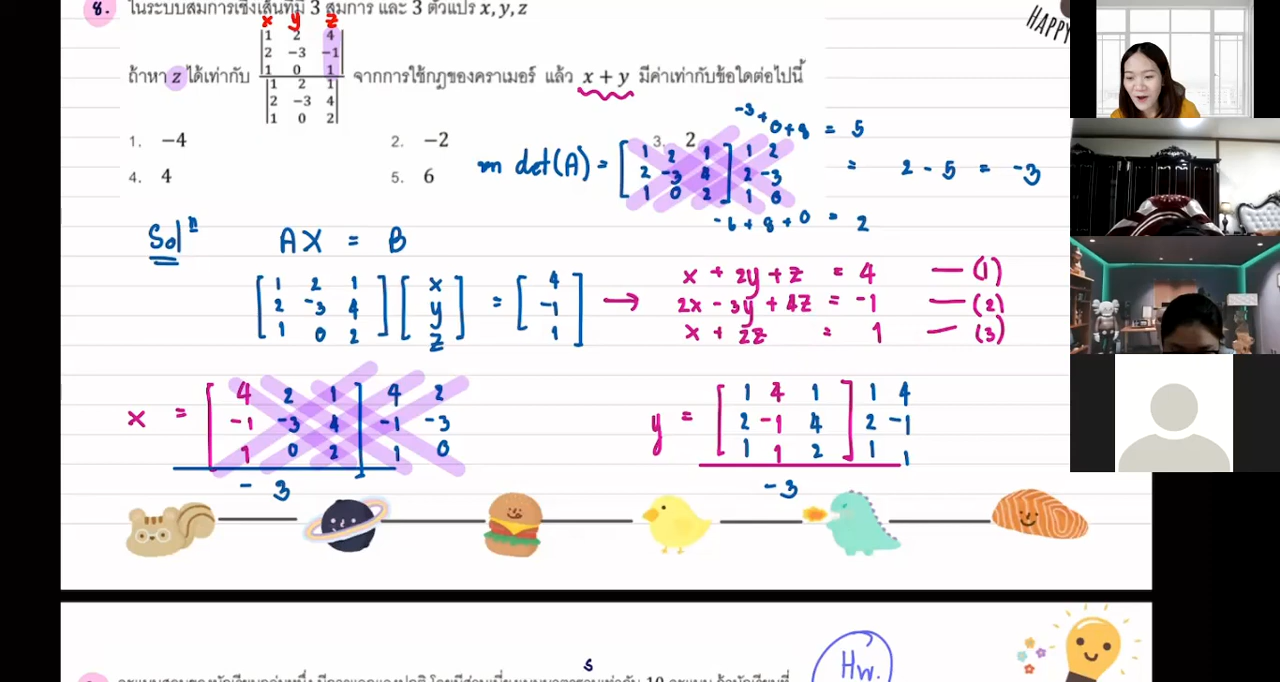 8. ในระบบสมการเชิงเส้นที่มี 3 สมการ และ 3 ตัวแปร x, y, z
x y z
1 2 4
2 −3 −1
1 0 1
ถ้าหา z ได้เท่ากับ จากการใช้กฎของคราเมอร์ แล้ว x + y มีค่าเท่ากับข้อใดต่อไปนี้
1 2 1
2 −3 4
1 0 2
HAPPY
1. −4 2. −2 3. 2
4. 4 5. 6
-3 + 0 + 8 = 5
m det(A) = [ 1 2 1 ] 1 2
2 -3 4 2 -3
1 0 2 1 0
= 2 - 5 = -3
-6 + 8 + 0 = 2
Solⁿ AX = B
[ 1 2 1 ] [ x ] = [ 4 ] → x + 2y + z = 4 — (1)
2 -3 4 y -1 2x - 3y + 4z = -1 — (2)
1 0 2 z 1 x + 2z = 1 — (3)
x = [ 4 2 1 ] 4 2
-1 -3 4 -1 -3
1 0 2 1 0
-3
y = [ 1 4 1 ] 1 4
2 -1 4 2 -1
1 1 2 1 1
-3
s
Hw.